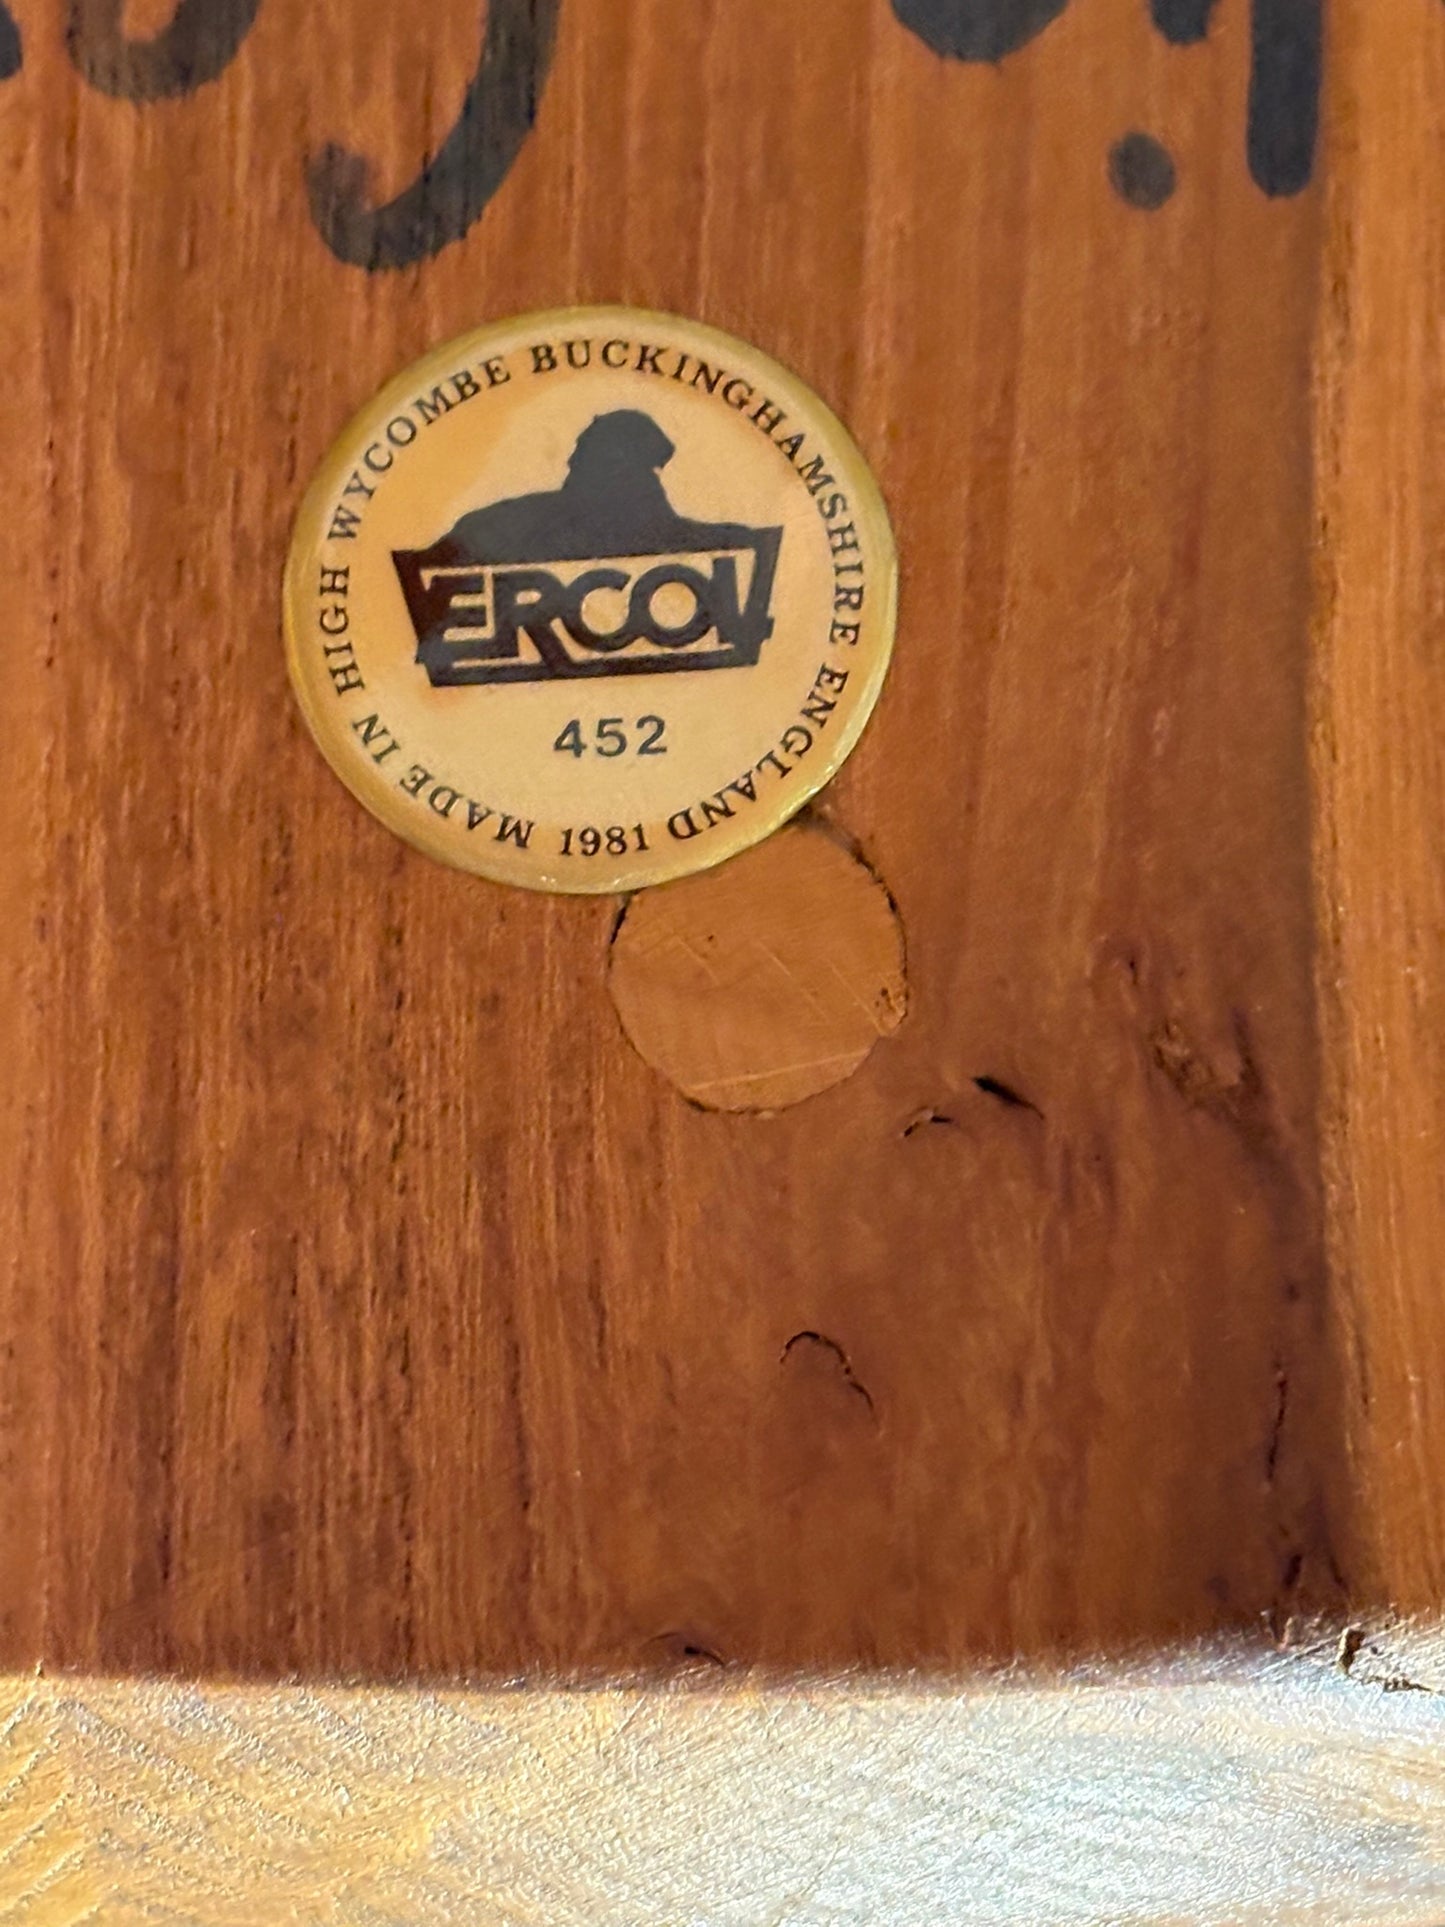 MADE IN HIGH WYCOMBE BUCKINGHAMSHIRE ENGLAND 1981
ERCOL
452